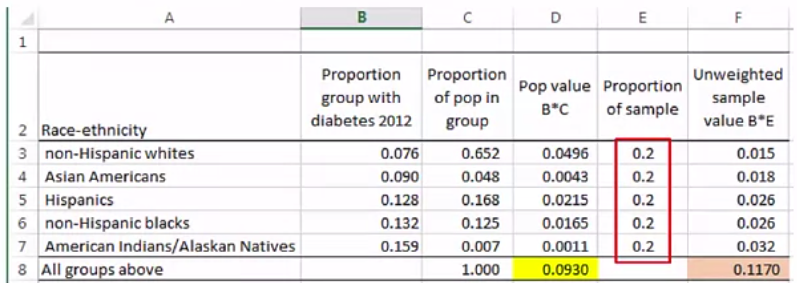 A B C D E F
1
2 Race-ethnicity Proportion group with diabetes 2012 Proportion of pop in group Pop value B*C Proportion of sample Unweighted sample value B*E
3 non-Hispanic whites 0.076 0.652 0.0496 0.2 0.015
4 Asian Americans 0.090 0.048 0.0043 0.2 0.018
5 Hispanics 0.128 0.168 0.0215 0.2 0.026
6 non-Hispanic blacks 0.132 0.125 0.0165 0.2 0.026
7 American Indians/Alaskan Natives 0.159 0.007 0.0011 0.2 0.032
8 All groups above 1.000 0.0930 0.1170